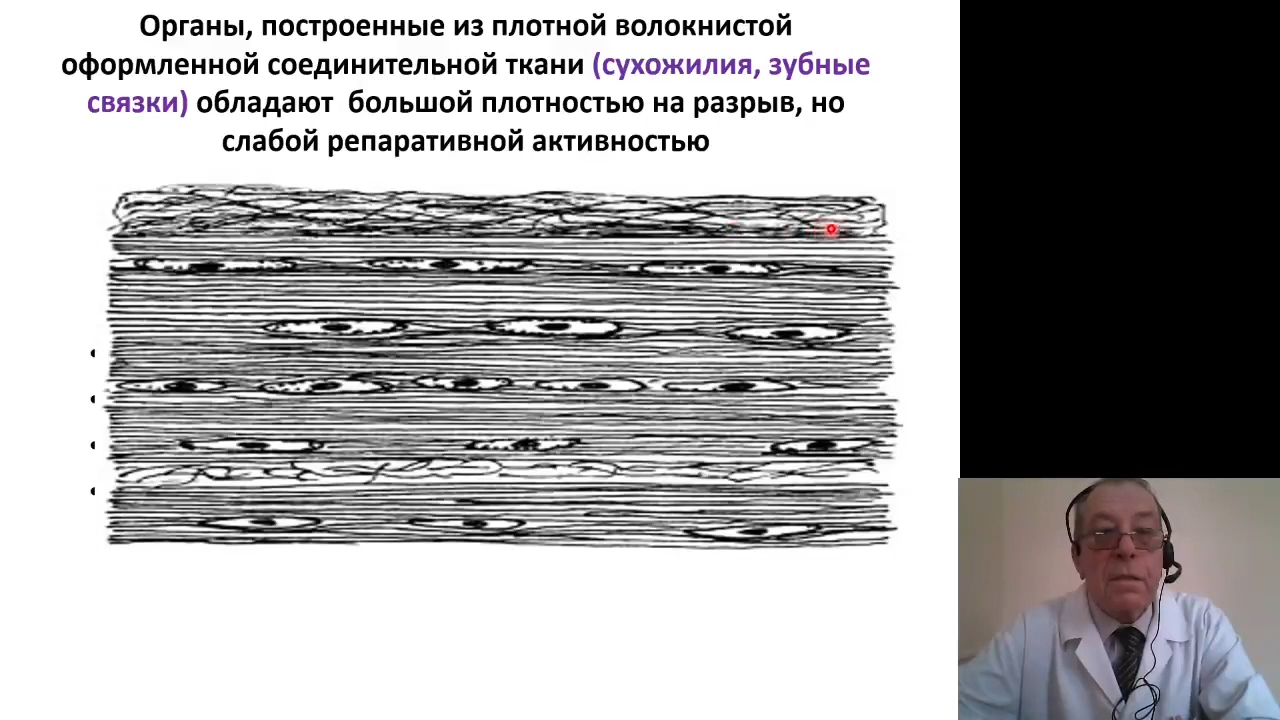 Органы, построенные из плотной волокнистой
оформленной соединительной ткани (сухожилия, зубные
связки) обладают большой плотностью на разрыв, но
слабой репаративной активностью